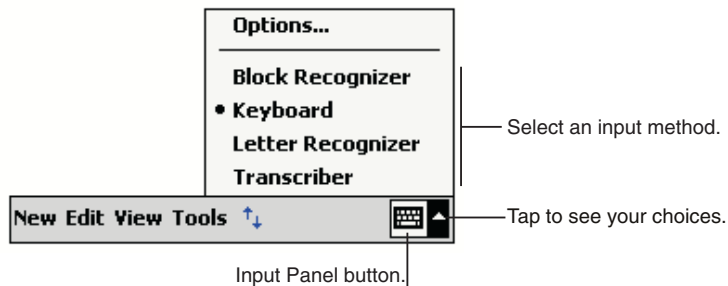 Options...
Block Recognizer
Keyboard
Letter Recognizer
Transcriber
Select an input method.
New Edit View Tools
Tap to see your choices.
Input Panel button.